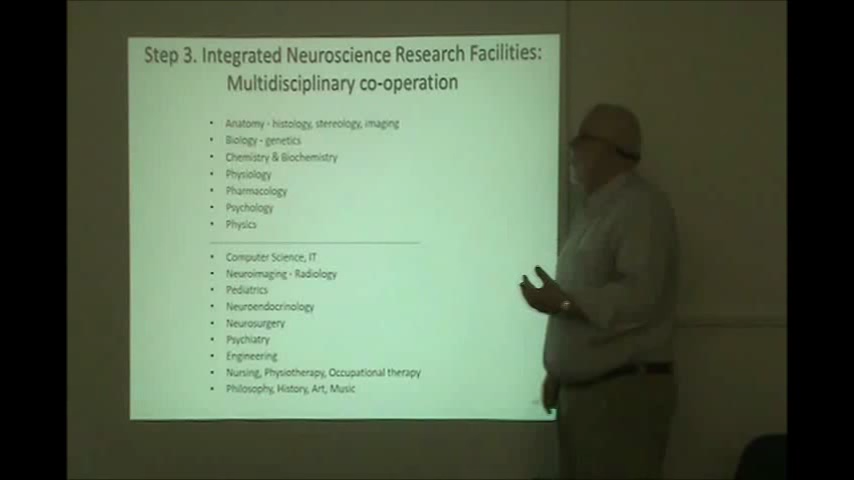 Step 3. Integrated Neuroscience Research Facilities:
Multidisciplinary co-operation
• Anatomy - histology, stereology, imaging
• Biology - genetics
• Chemistry & Biochemistry
• Physiology
• Pharmacology
• Psychology
• Physics
• Computer Science, IT
• Neuroimaging - Radiology
• Pediatrics
• Neuroendocrinology
• Neurosurgery
• Psychiatry
• Engineering
• Nursing, Physiotherapy, Occupational therapy
• Philosophy, History, Art, Music